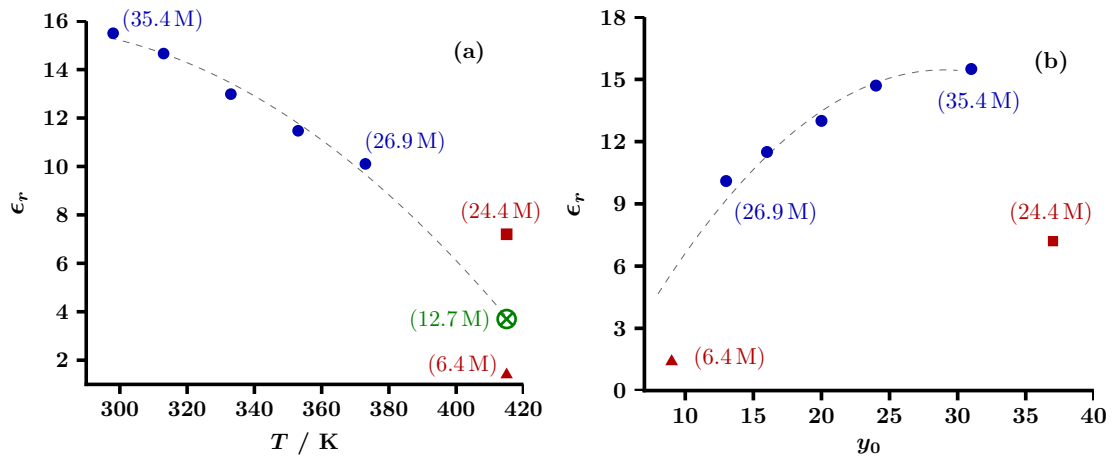 16
14
12
10
8
6
4
2
300
320
340
360
380
400
420
ϵr
T / K
(a)
(35.4 M)
(26.9 M)
(24.4 M)
(12.7 M)
(6.4 M)
18
15
12
9
6
3
0
10
15
20
25
30
35
40
ϵr
y0
(b)
(35.4 M)
(26.9 M)
(24.4 M)
(6.4 M)